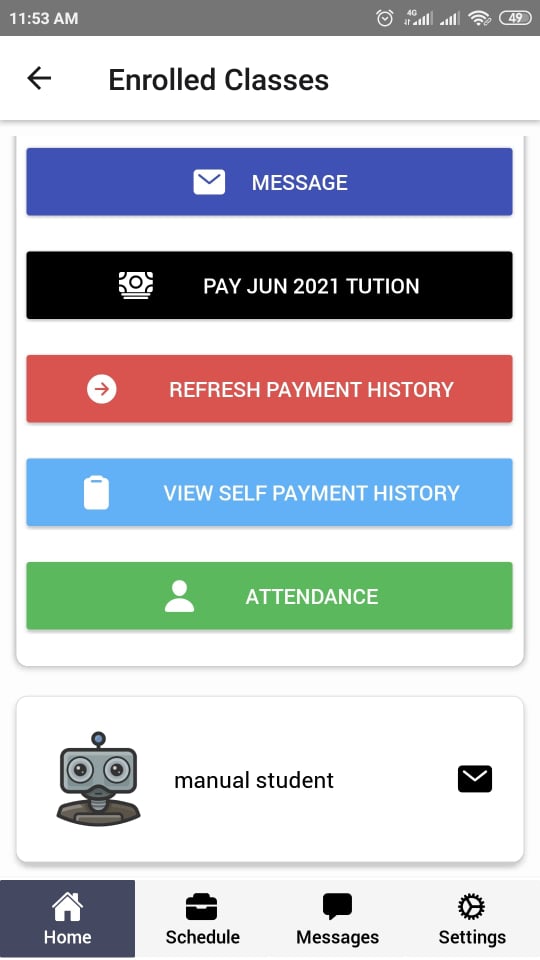 11:53 AM
4G
49
Enrolled Classes
MESSAGE
PAY JUN 2021 TUTION
REFRESH PAYMENT HISTORY
VIEW SELF PAYMENT HISTORY
ATTENDANCE
manual student
Home
Schedule
Messages
Settings